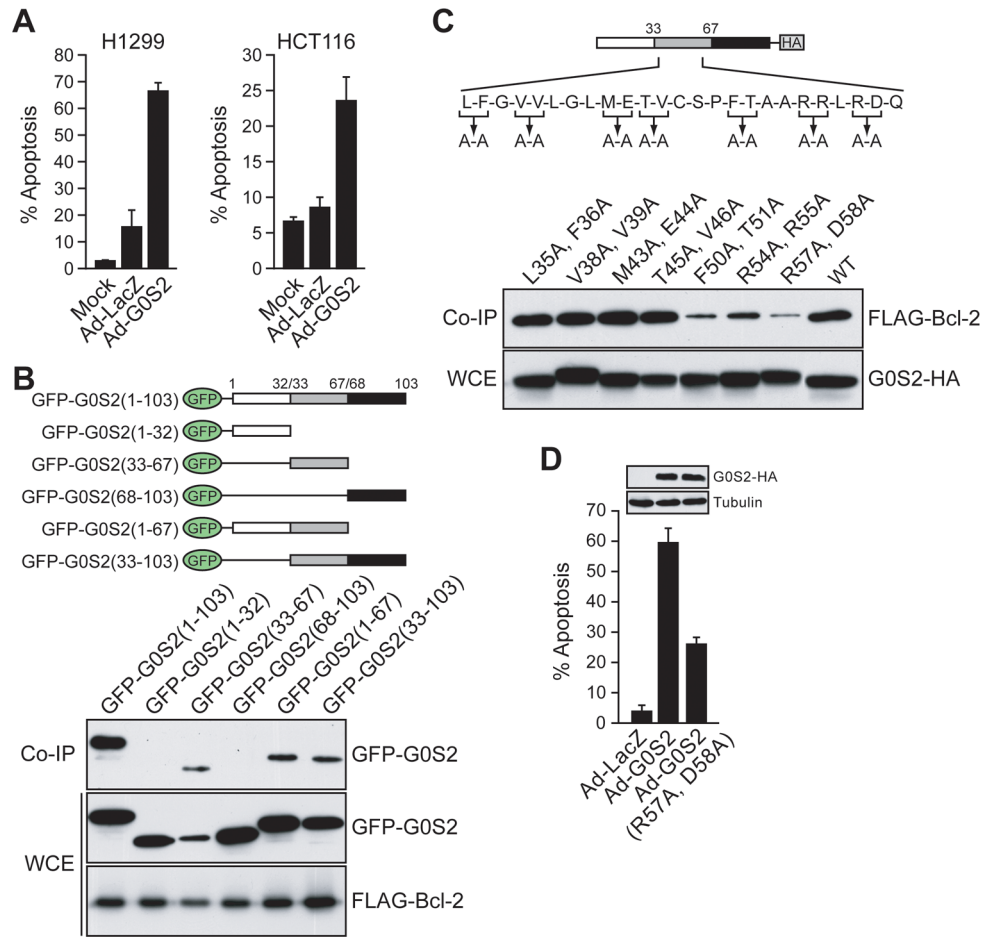 A
H1299
% Apoptosis
80
70
60
50
40
30
20
10
0
Mock
Ad-LacZ
Ad-G0S2
HCT116
% Apoptosis
30
25
20
15
10
5
0
Mock
Ad-LacZ
Ad-G0S2
B
1 32/33 67/68 103
GFP-G0S2(1-103) GFP
GFP-G0S2(1-32) GFP
GFP-G0S2(33-67) GFP
GFP-G0S2(68-103) GFP
GFP-G0S2(1-67) GFP
GFP-G0S2(33-103) GFP
GFP-G0S2(1-103)
GFP-G0S2(1-32)
GFP-G0S2(33-67)
GFP-G0S2(68-103)
GFP-G0S2(1-67)
GFP-G0S2(33-103)
Co-IP GFP-G0S2
WCE GFP-G0S2
FLAG-Bcl-2
C
33 67
HA
L-F-G-V-V-L-G-L-M-E-T-V-C-S-P-F-T-A-A-R-R-L-R-D-Q
A-A A-A A-A A-A A-A A-A A-A
L35A, F36A
V38A, V39A
M43A, E44A
T45A, V46A
F50A, T51A
R54A, R55A
R57A, D58A
WT
Co-IP FLAG-Bcl-2
WCE G0S2-HA
D
G0S2-HA
Tubulin
% Apoptosis
70
60
50
40
30
20
10
0
Ad-LacZ
Ad-G0S2
Ad-G0S2
(R57A, D58A)